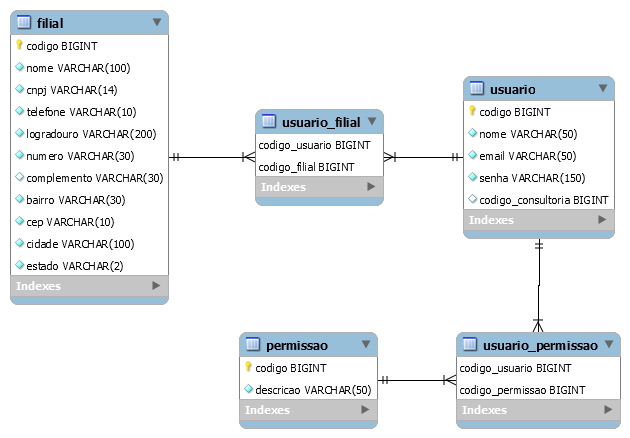 filial
codigo BIGINT
nome VARCHAR(100)
cnpj VARCHAR(14)
telefone VARCHAR(10)
logradouro VARCHAR(200)
numero VARCHAR(30)
complemento VARCHAR(30)
bairro VARCHAR(30)
cep VARCHAR(10)
cidade VARCHAR(100)
estado VARCHAR(2)
Indexes
usuario_filial
codigo_usuario BIGINT
codigo_filial BIGINT
Indexes
usuario
codigo BIGINT
nome VARCHAR(50)
email VARCHAR(50)
senha VARCHAR(150)
codigo_consultoria BIGINT
Indexes
permissao
codigo BIGINT
descricao VARCHAR(50)
Indexes
usuario_permissao
codigo_usuario BIGINT
codigo_permissao BIGINT
Indexes